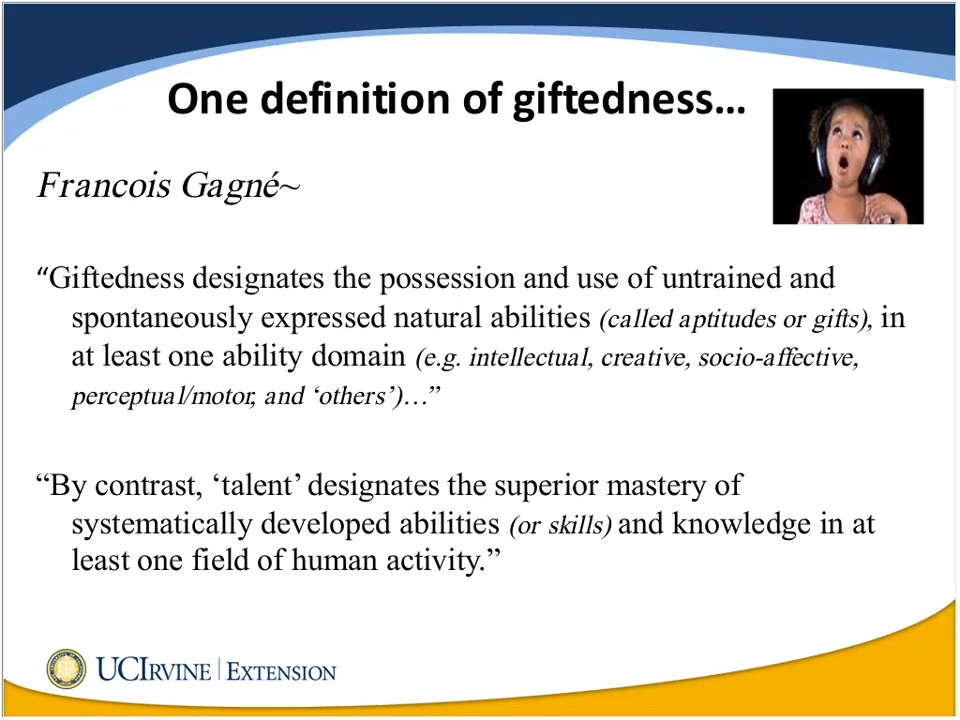 One definition of giftedness...
Francois Gagné~
“Giftedness designates the possession and use of untrained and
spontaneously expressed natural abilities (called aptitudes or gifts), in
at least one ability domain (e.g. intellectual, creative, socio-affective,
perceptual/motor, and ‘others’)…”
“By contrast, ‘talent’ designates the superior mastery of
systematically developed abilities (or skills) and knowledge in at
least one field of human activity.”
UCIRVINE | EXTENSION